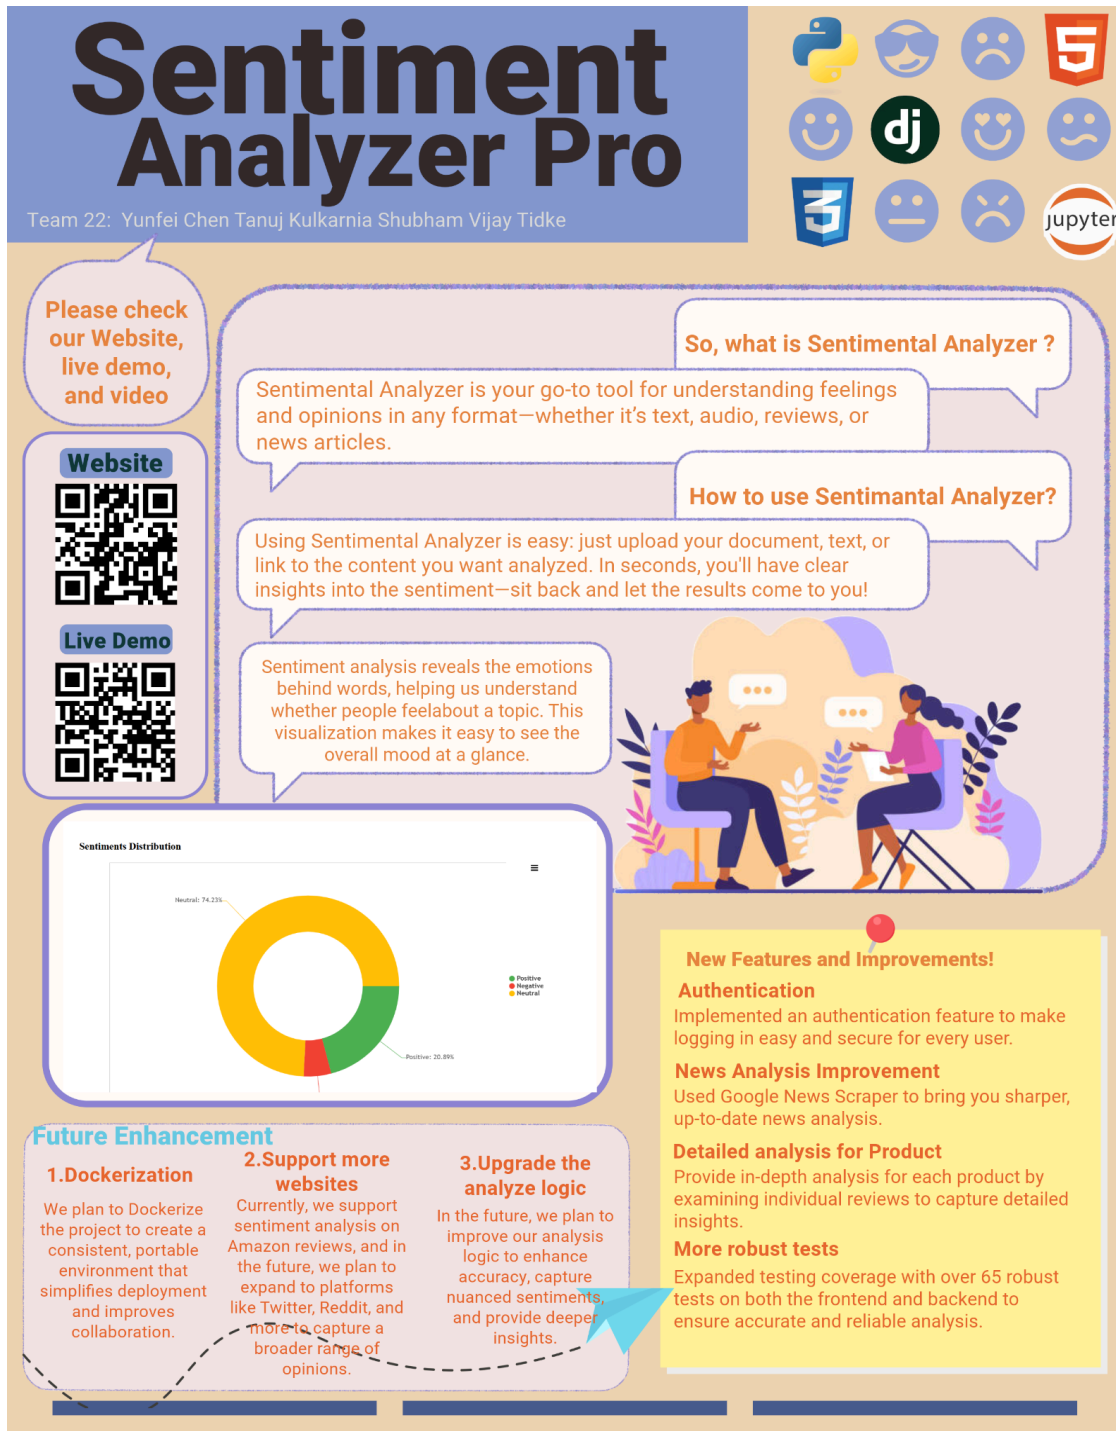 Sentiment
Analyzer Pro
Team 22:  Yunfei Chen Tanuj Kulkarnia Shubham Vijay Tidke
dj
jupyter
Please check
our Website,
live demo,
and video
Website
Live Demo
So, what is Sentimental Analyzer ?
Sentimental Analyzer is your go-to tool for understanding feelings
and opinions in any format—whether it's text, audio, reviews, or
news articles.
How to use Sentimantal Analyzer?
Using Sentimental Analyzer is easy: just upload your document, text, or
link to the content you want analyzed. In seconds, you'll have clear
insights into the sentiment—sit back and let the results come to you!
Sentiment analysis reveals the emotions
behind words, helping us understand
whether people feelabout a topic. This
visualization makes it easy to see the
overall mood at a glance.
Sentiments Distribution
Neutral: 74.23%
Positive: 20.89%
Positive
Negative
Neutral
New Features and Improvements!
Authentication
Implemented an authentication feature to make
logging in easy and secure for every user.
News Analysis Improvement
Used Google News Scraper to bring you sharper,
up-to-date news analysis.
Detailed analysis for Product
Provide in-depth analysis for each product by
examining individual reviews to capture detailed
insights.
More robust tests
Expanded testing coverage with over 65 robust
tests on both the frontend and backend to
ensure accurate and reliable analysis.
Future Enhancement
1.Dockerization
We plan to Dockerize
the project to create a
consistent, portable
environment that
simplifies deployment
and improves
collaboration.
2.Support more
websites
Currently, we support
sentiment analysis on
Amazon reviews, and in
the future, we plan to
expand to platforms
like Twitter, Reddit, and
more to capture a
broader range of
opinions.
3.Upgrade the
analyze logic
In the future, we plan to
improve our analysis
logic to enhance
accuracy, capture
nuanced sentiments,
and provide deeper
insights.